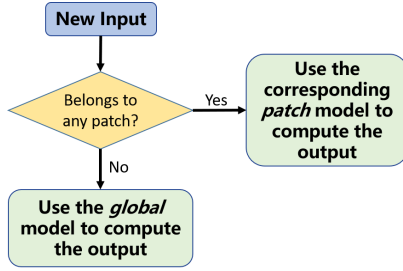 New Input
Belongs to
any patch?
Yes
Use the
corresponding
patch model to
compute the
output
No
Use the global
model to compute
the output